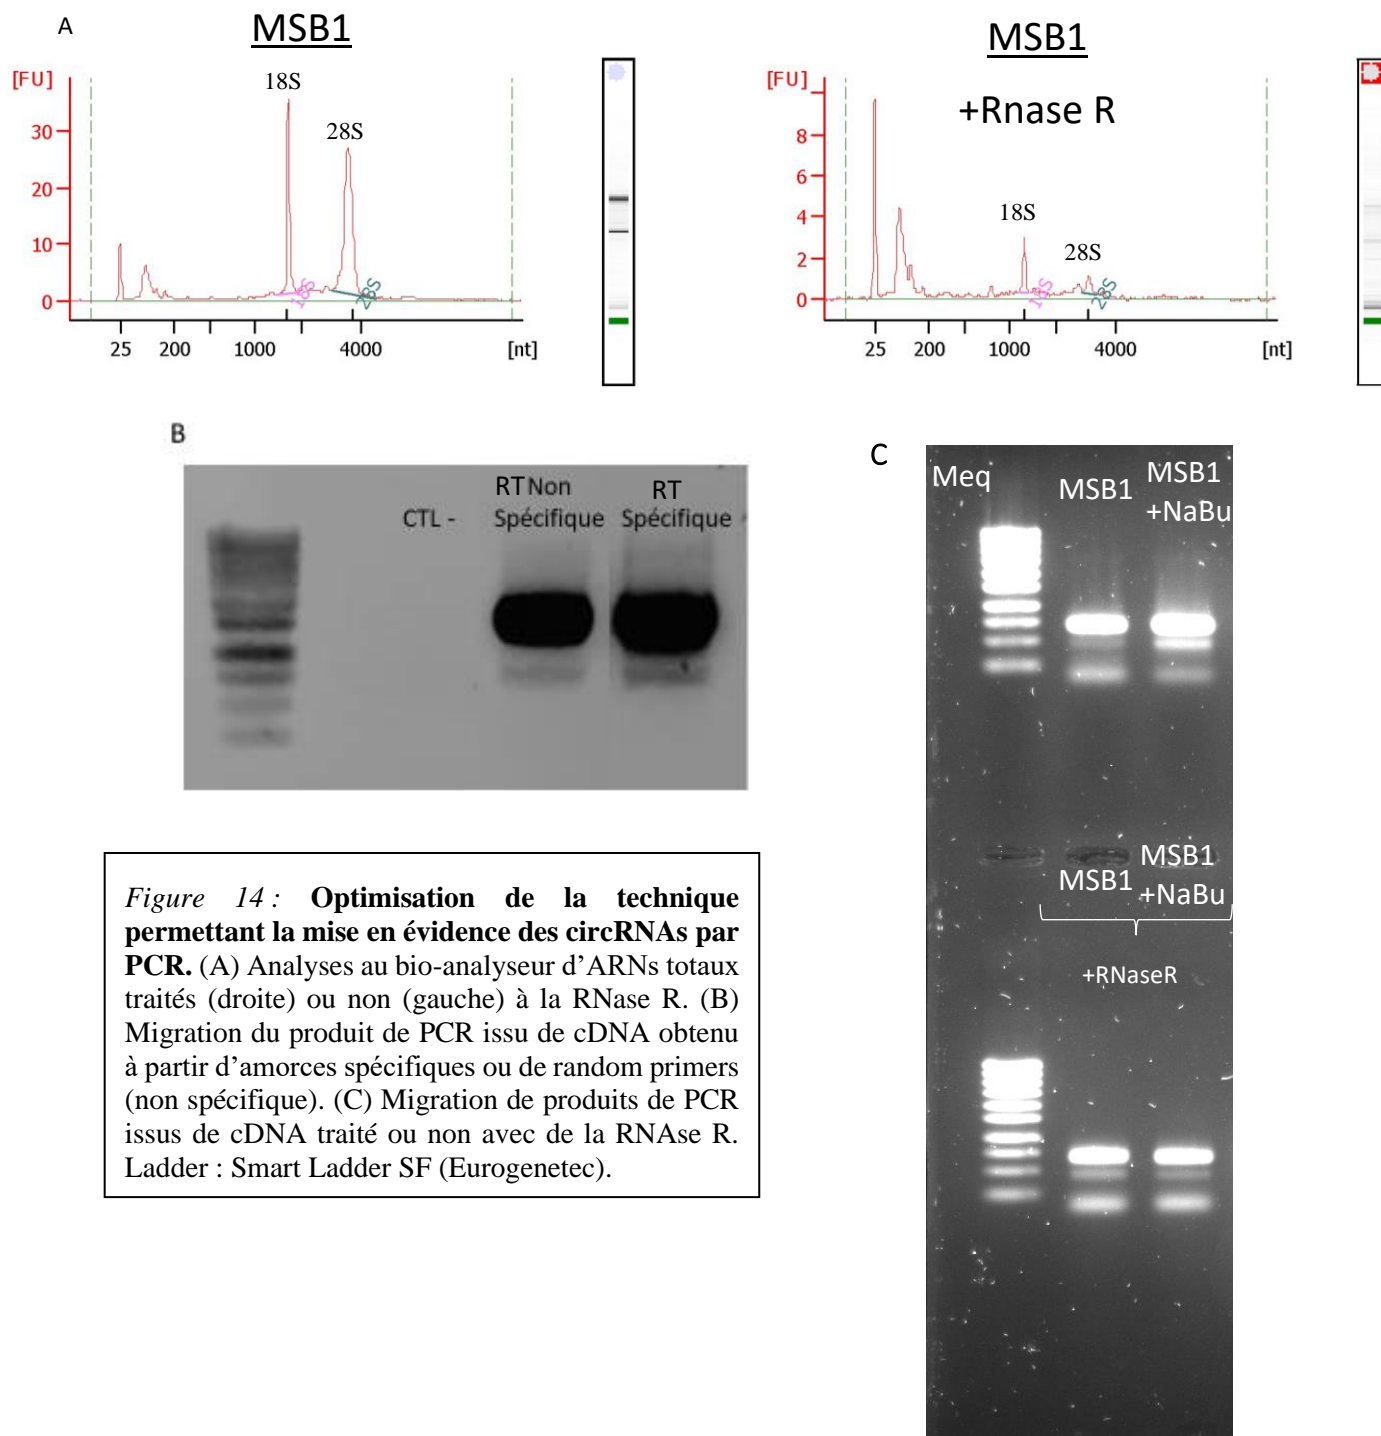 A
MSB1
[FU]
18S
28S
30
20
10
0
18S
28S
25 200 1000 4000 [nt]
MSB1
+Rnase R
[FU]
18S
28S
8
6
4
2
0
18S
28S
25 200 1000 4000 [nt]
B
CTL -
RT Non
Spécifique
RT
Spécifique
C
Meq
MSB1
MSB1
+NaBu
MSB1
MSB1
+NaBu
+RNaseR
Figure 14 : Optimisation de la technique
permettant la mise en évidence des circRNAs par
PCR. (A) Analyses au bio-analyseur d’ARNs totaux
traités (droite) ou non (gauche) à la RNase R. (B)
Migration du produit de PCR issu de cDNA obtenu
à partir d’amorces spécifiques ou de random primers
(non spécifique). (C) Migration de produits de PCR
issus de cDNA traité ou non avec de la RNAse R.
Ladder : Smart Ladder SF (Eurogenetec).